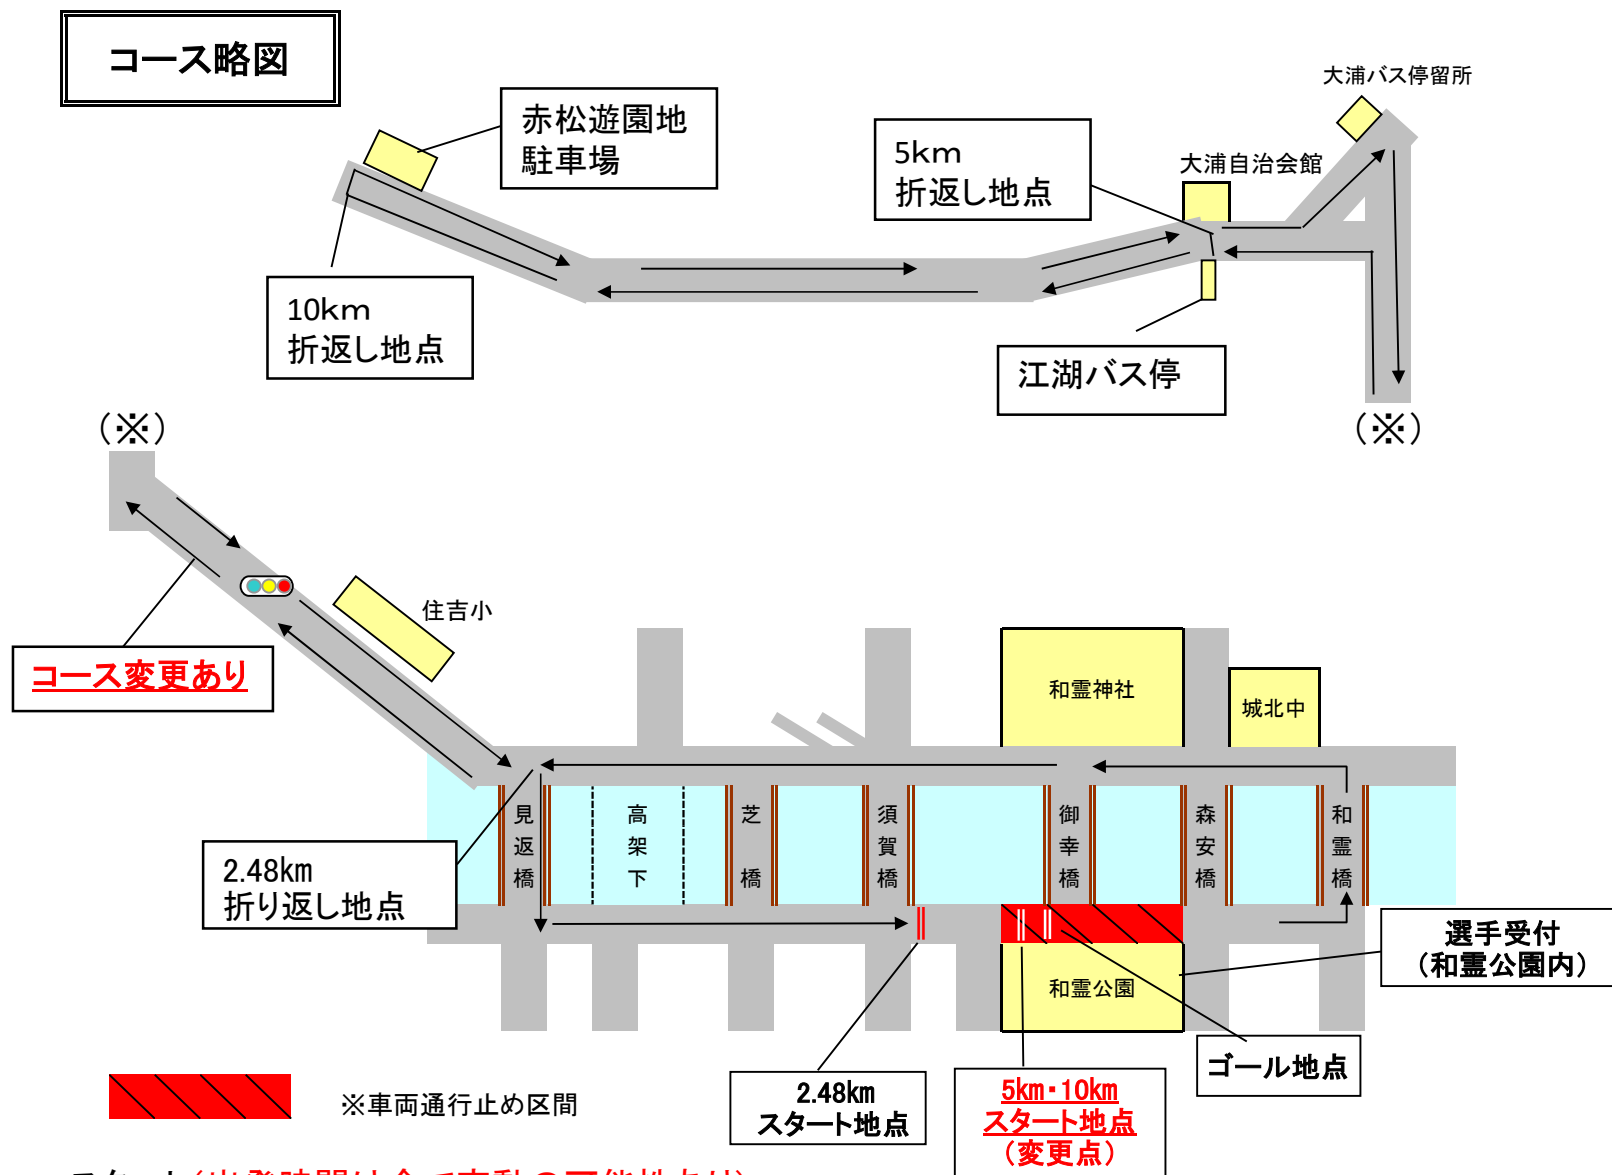 コース略図
大浦バス停留所
赤松遊園地
駐車場
5km
折返し地点
大浦自治会館
10km
折返し地点
江湖バス停
(※)
(※)
住吉小
コース変更あり
和霊神社
城北中
見返橋
高架下
芝橋
須賀橋
御幸橋
森安橋
和霊橋
2.48km
折り返し地点
選手受付
(和霊公園内)
和霊公園
ゴール地点
2.48km
スタート地点
5km・10km
スタート地点
(変更点)
※車両通行止め区間